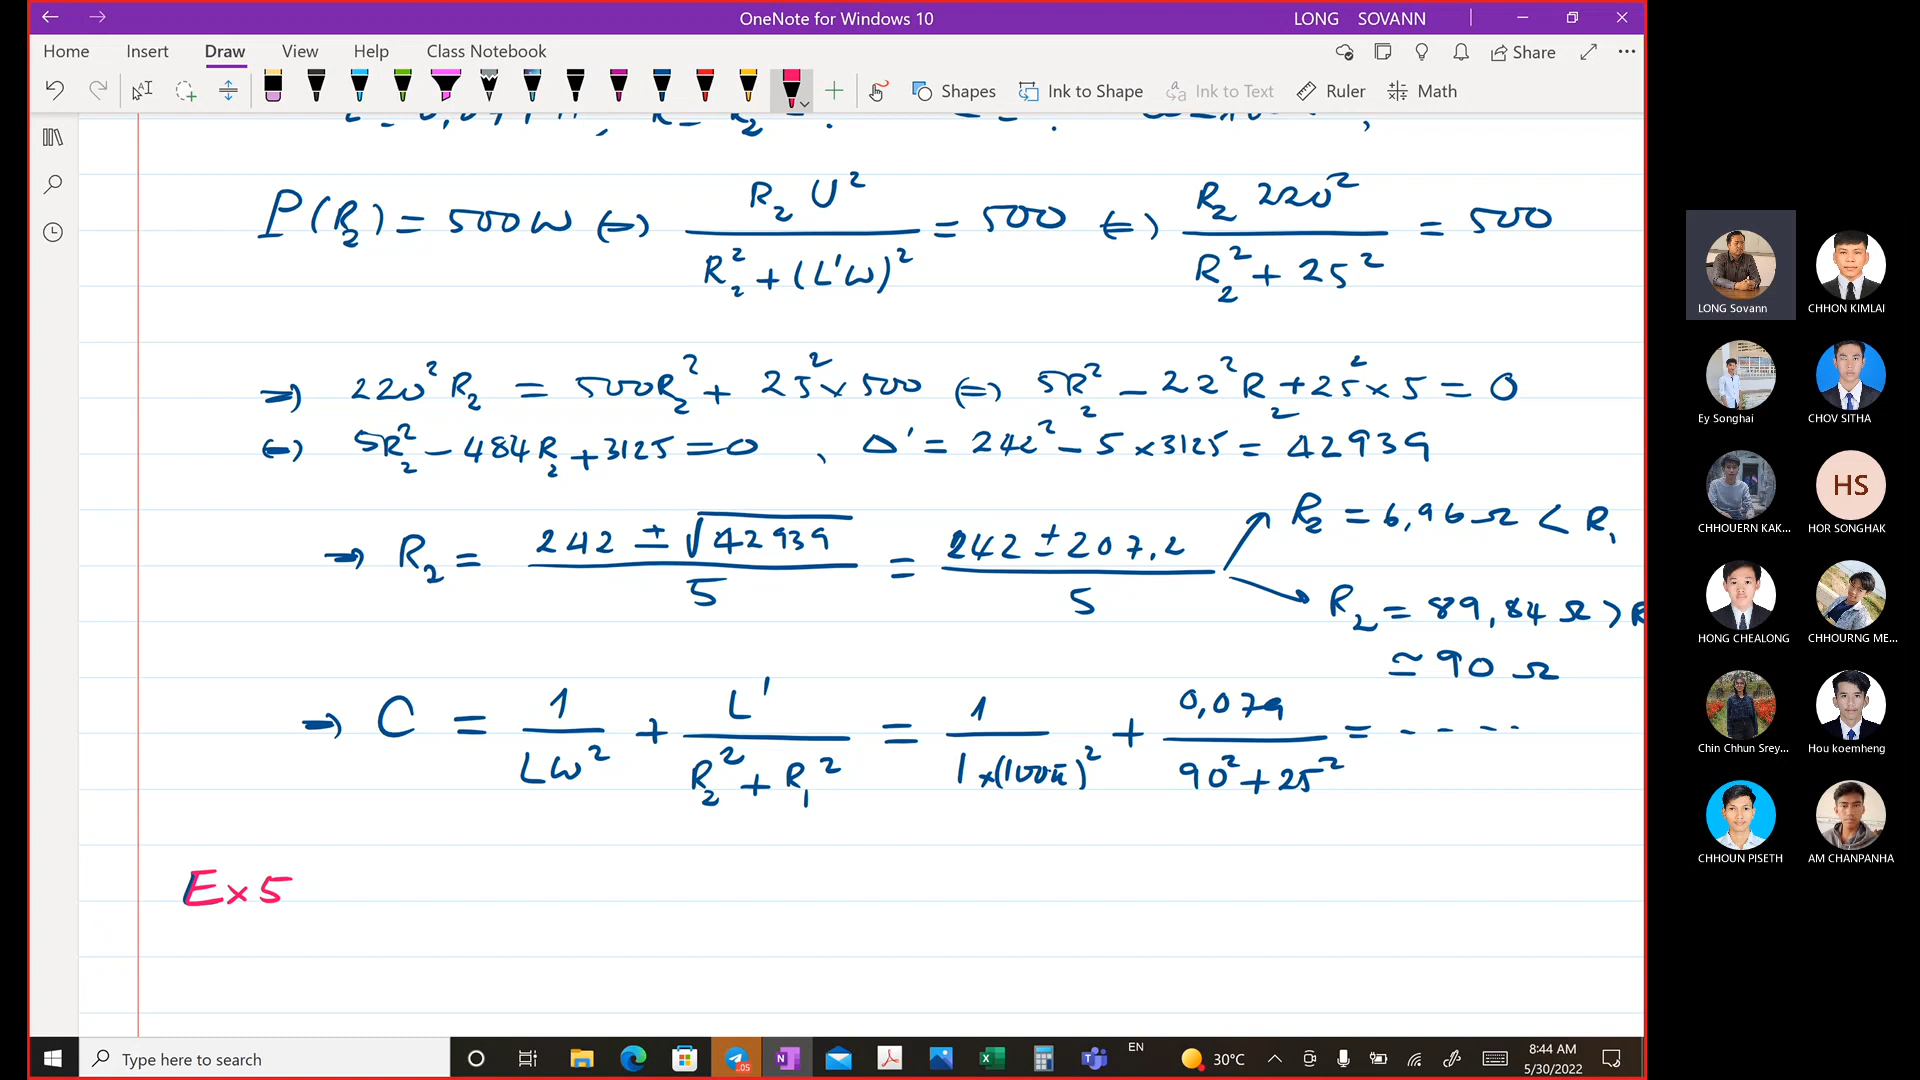 OneNote for Windows 10
LONG SOVANN
Home Insert Draw View Help Class Notebook
Share
Shapes Ink to Shape Ink to Text Ruler Math
P(R₂) = 500W ⇔ R₂ U² / R₂² + (L'ω)² = 500 ⇔ R₂ 220² / R₂² + 25² = 500
⇒ 220² R₂ = 500R₂² + 25² × 500 ⇔ 5R₂² − 22² R₂ + 25² × 5 = 0
⇔ 5R₂² − 484R₂ + 3125 = 0 , Δ' = 242² − 5 × 3125 = 42939
⇒ R₂ = 242 ± √42939 / 5 = 242 ± 207,2 / 5
R₂ = 6,96 Ω < R₁
R₂ = 89,84 Ω > R
≃ 90 Ω
⇒ C = 1 / Lω² + L' / R₂² + R₁² = 1 / 1×(100π)² + 0,079 / 90² + 25² = - - - -
Ex 5
LONG Sovann
CHHON KIMLAI
Ey Songhai
CHOV SITHA
CHHOUERN KAK...
HS
HOR SONGHAK
HONG CHEALONG
CHHOURNG ME...
Chin Chhun Srey...
Hou koemheng
CHHOUN PISETH
AM CHANPANHA
Type here to search
EN
30°C
8:44 AM
5/30/2022